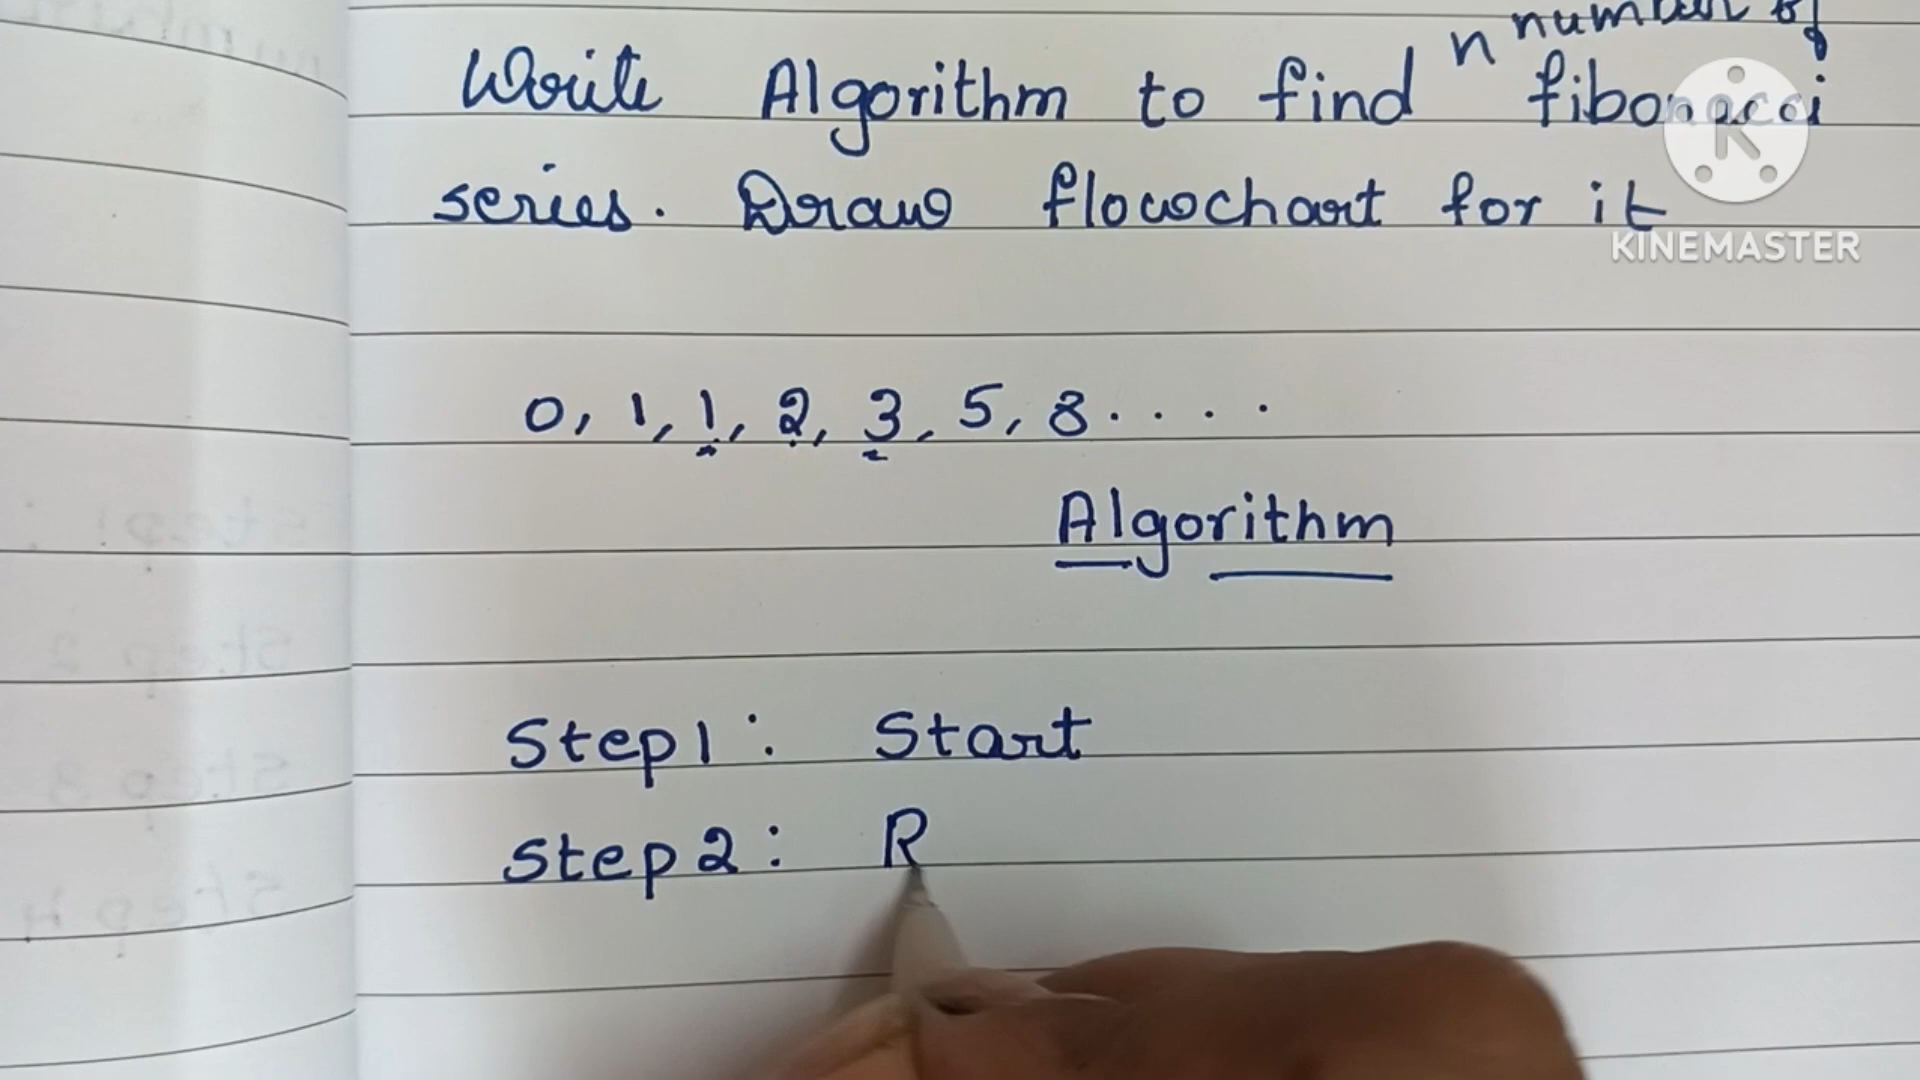 Write Algorithm to find n number of fibonacci
series. Draw flowchart for it
KINEMASTER
0, 1, 1, 2, 3, 5, 8....
Algorithm
Step1: Start
Step2: R